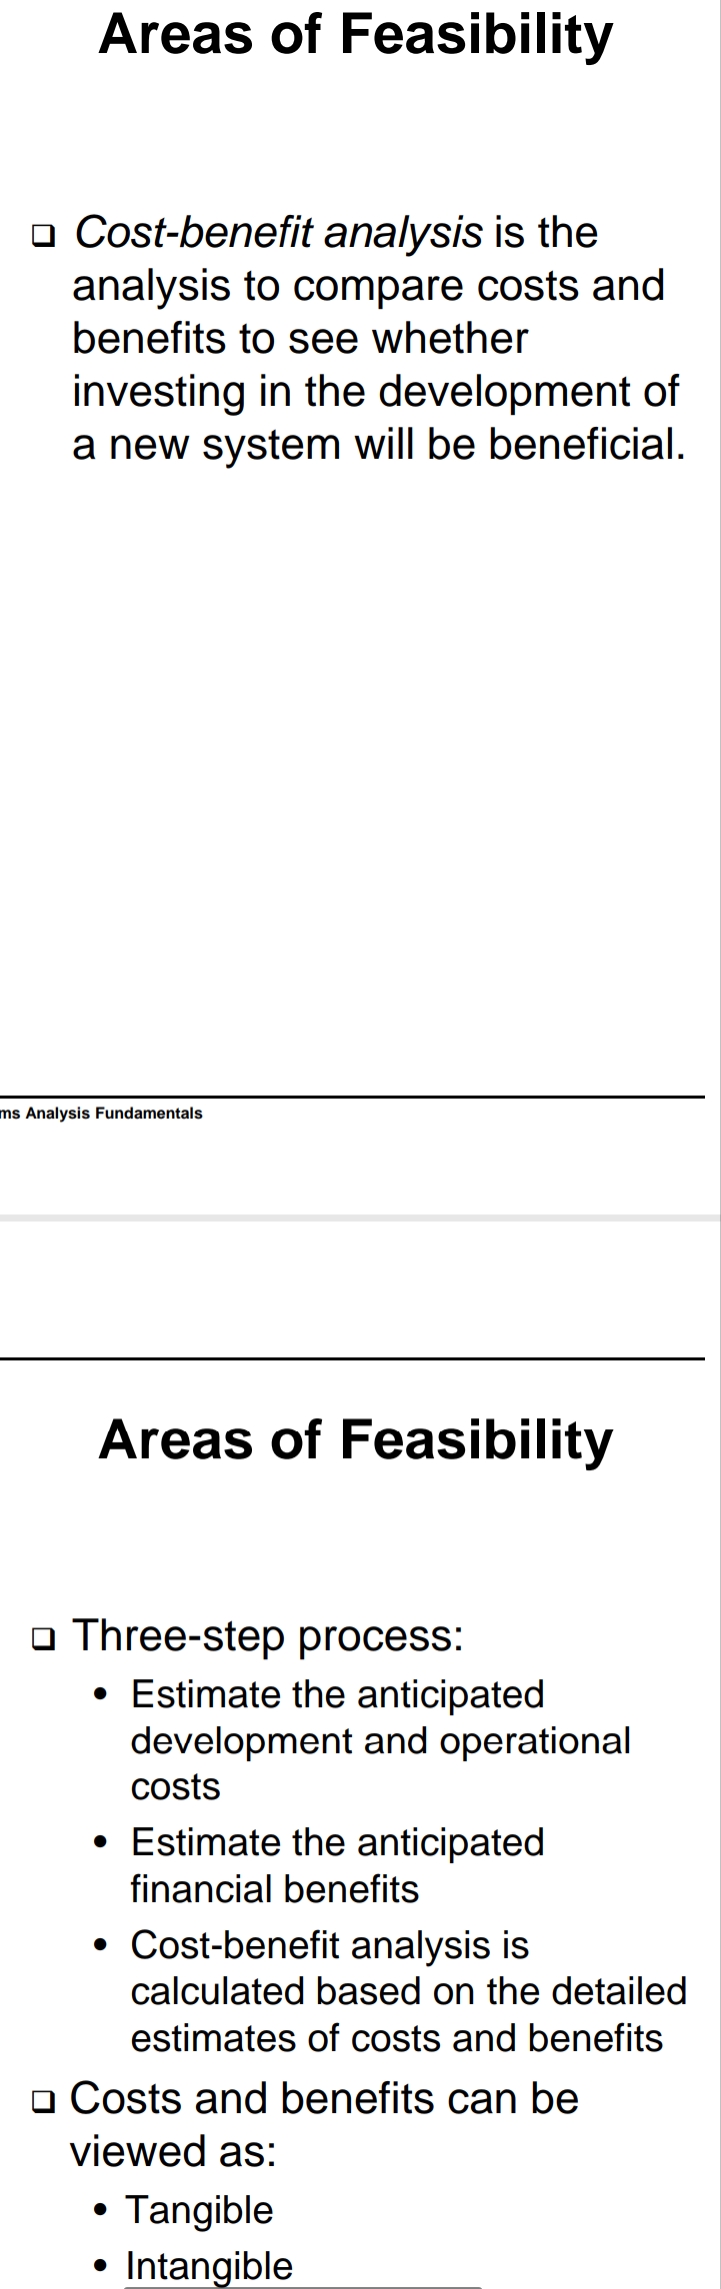 Areas of Feasibility
❑ Cost-benefit analysis is the
analysis to compare costs and
benefits to see whether
investing in the development of
a new system will be beneficial.
ms Analysis Fundamentals
Areas of Feasibility
❑ Three-step process:
• Estimate the anticipated
development and operational
costs
• Estimate the anticipated
financial benefits
• Cost-benefit analysis is
calculated based on the detailed
estimates of costs and benefits
❑ Costs and benefits can be
viewed as:
• Tangible
• Intangible